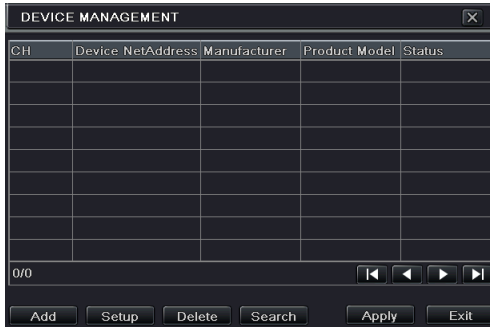 DEVICE MANAGEMENT
CH Device NetAddress Manufacturer Product Model Status
0/0
Add Setup Delete Search Apply Exit